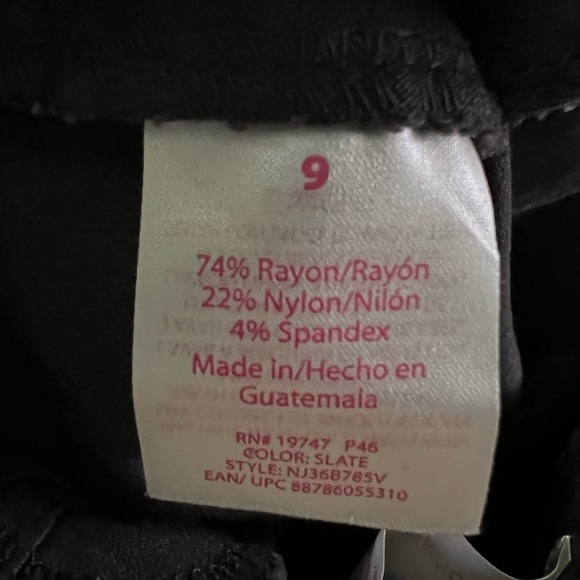 9
74% Rayon/Rayón
22% Nylon/Nilón
4% Spandex
Made in/Hecho en
Guatemala
RN# 19747 P46
COLOR: SLATE
STYLE: NJ36B785V
EAN/ UPC 88786055310